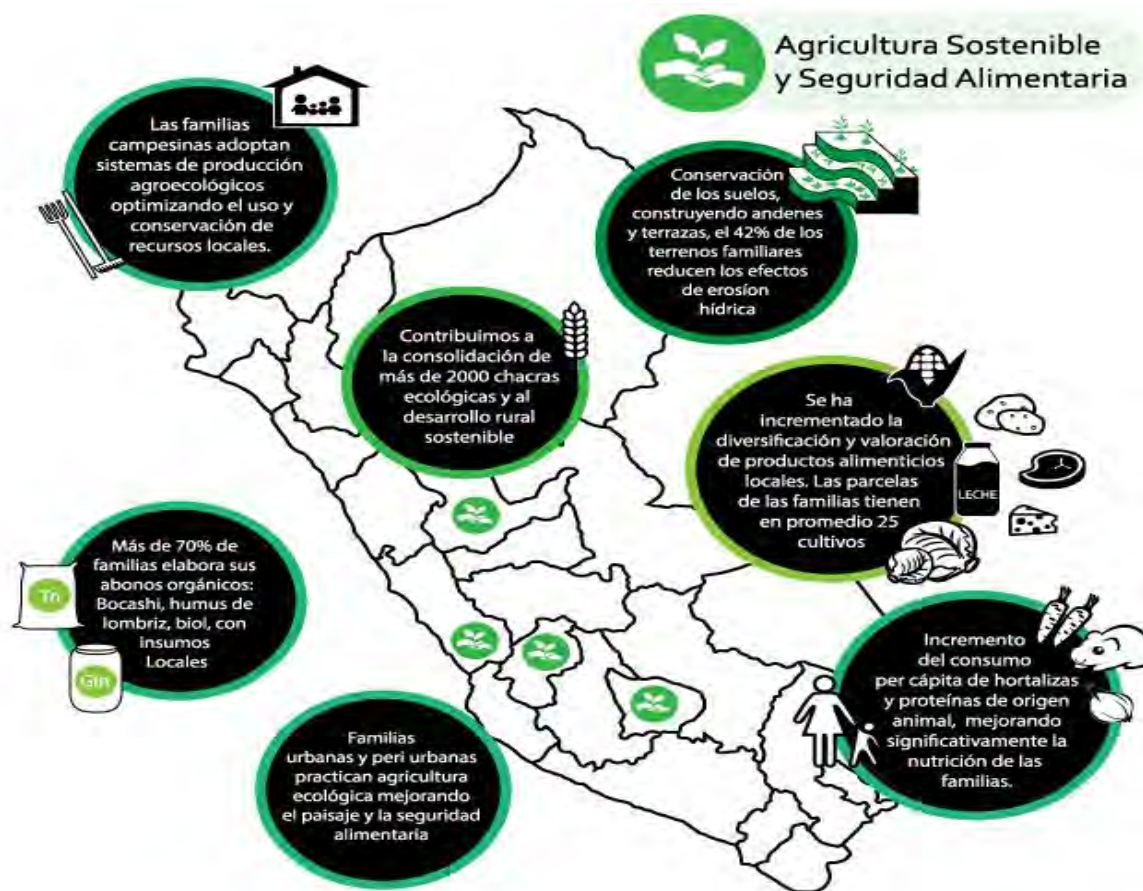 Agricultura Sostenible
y Seguridad Alimentaria
Las familias
campesinas adoptan
sistemas de producción
agroecológicos
optimizando el uso y
conservación de
recursos locales.
Conservación
de los suelos,
construyendo andenes
y terrazas, el 42% de los
terrenos familiares
reducen los efectos
de erosíon
hídrica
Contribuimos a
la consolidación de
más de 2000 chacras
ecológicas y al
desarrollo rural
sostenible
Se ha
incrementado la
diversificación y valoración
de productos alimenticios
locales. Las parcelas
de las familias tienen
en promedio 25
cultivos
LECHE
Más de 70% de
familias elabora sus
abonos orgánicos:
Bocashi, humus de
lombriz, biol, con
insumos
Locales
Tn
Gln
Incremento
del consumo
per cápita de hortalizas
y proteínas de origen
animal, mejorando
significativamente la
nutrición de las
familias.
Familias
urbanas y peri urbanas
practican agricultura
ecológica mejorando
el paisaje y la seguridad
alimentaria